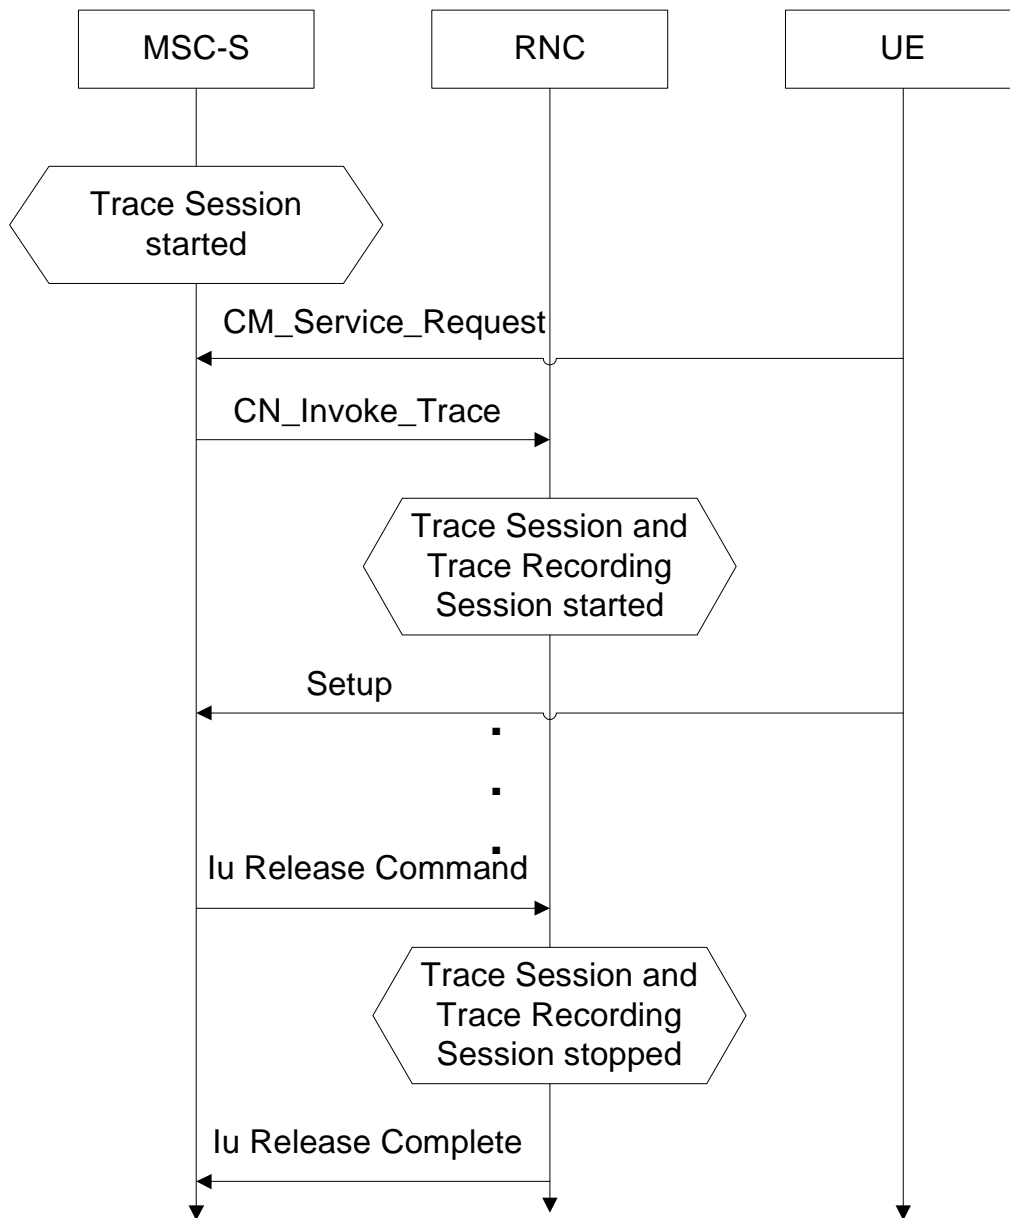 MSC-S
RNC
UE
Trace Session
started
CM_Service_Request
CN_Invoke_Trace
Trace Session and
Trace Recording
Session started
Setup
Iu Release Command
Trace Session and
Trace Recording
Session stopped
Iu Release Complete